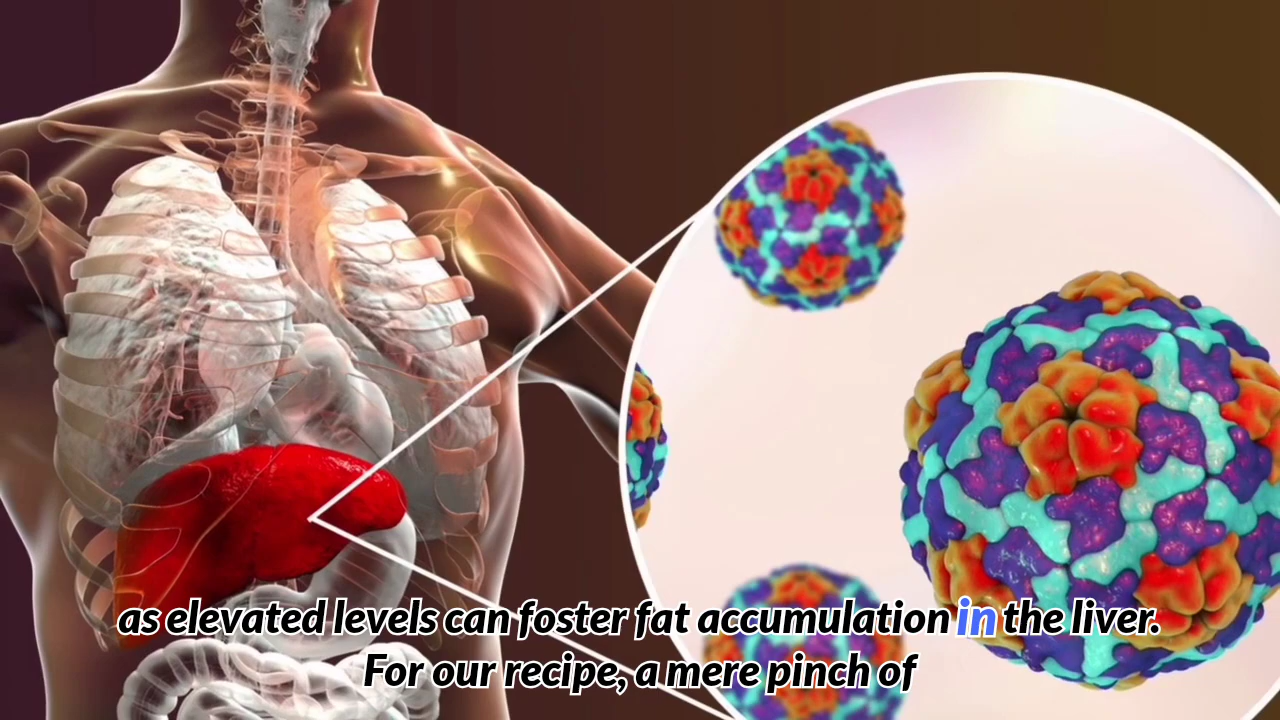 as elevated levels can foster fat accumulation in the liver.
For our recipe, a mere pinch of